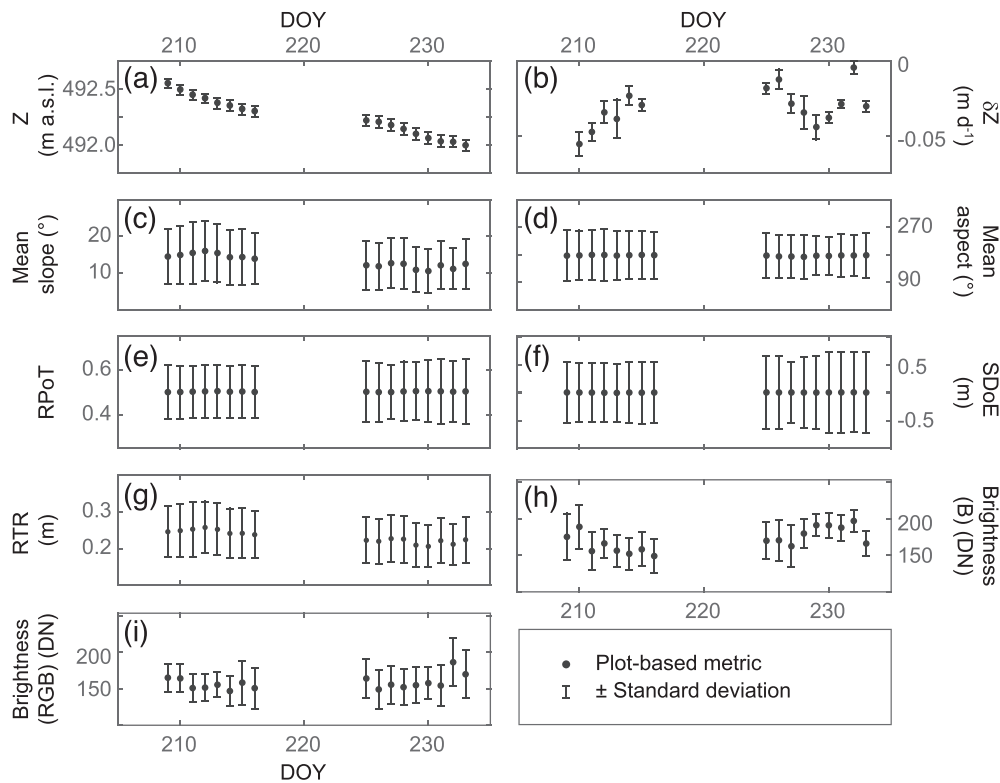 DOY DOY
210 220 230 210 220 230
(a) (b)
Z
(m a.s.l.)
492.5
492.0
0
-0.05
δZ
(m d-1)
(c) (d)
Mean
slope (°)
20
10
270
90
Mean
aspect (°)
(e) (f)
RPoT
0.6
0.4
0.5
-0.5
SDoE
(m)
(g) (h)
RTR
(m)
0.3
0.2
200
150
Brightness
(B) (DN)
210 220 230
(i)
Brightness
(RGB) (DN)
200
150
210 220 230
DOY
Plot-based metric
± Standard deviation